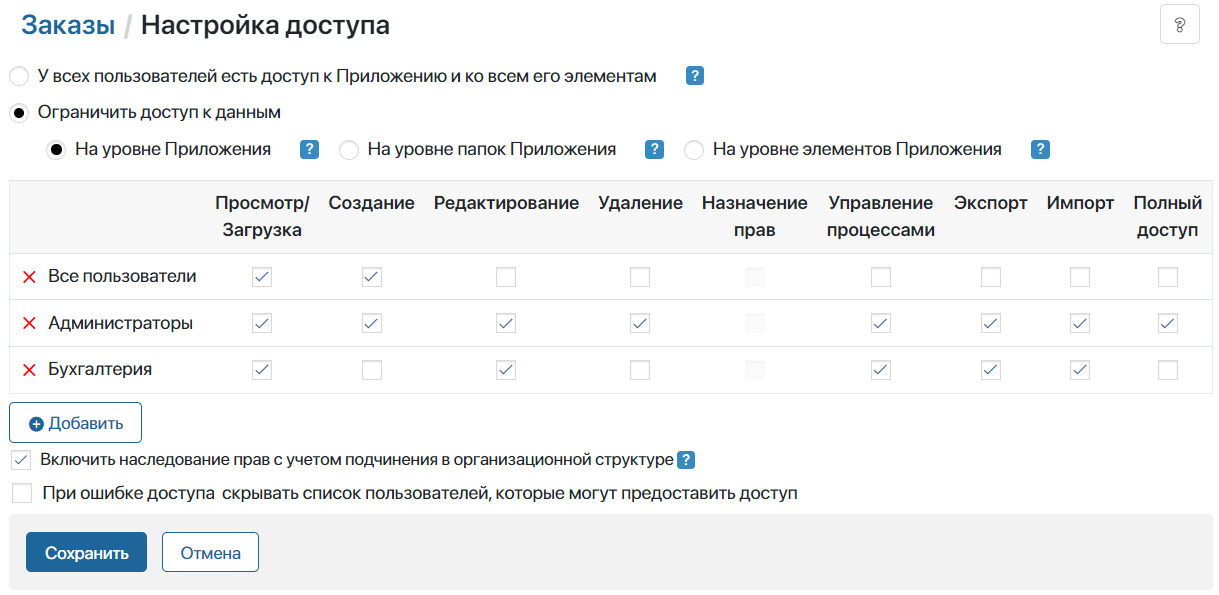 Заказы / Настройка доступа
?
У всех пользователей есть доступ к Приложению и ко всем его элементам ?
Ограничить доступ к данным
На уровне Приложения ? На уровне папок Приложения ? На уровне элементов Приложения ?
Просмотр/ Создание Редактирование Удаление Назначение Управление Экспорт Импорт Полный
Загрузка прав процессами доступ
Все пользователи
Администраторы
Бухгалтерия
Добавить
Включить наследование прав с учетом подчинения в организационной структуре ?
При ошибке доступа скрывать список пользователей, которые могут предоставить доступ
Сохранить Отмена